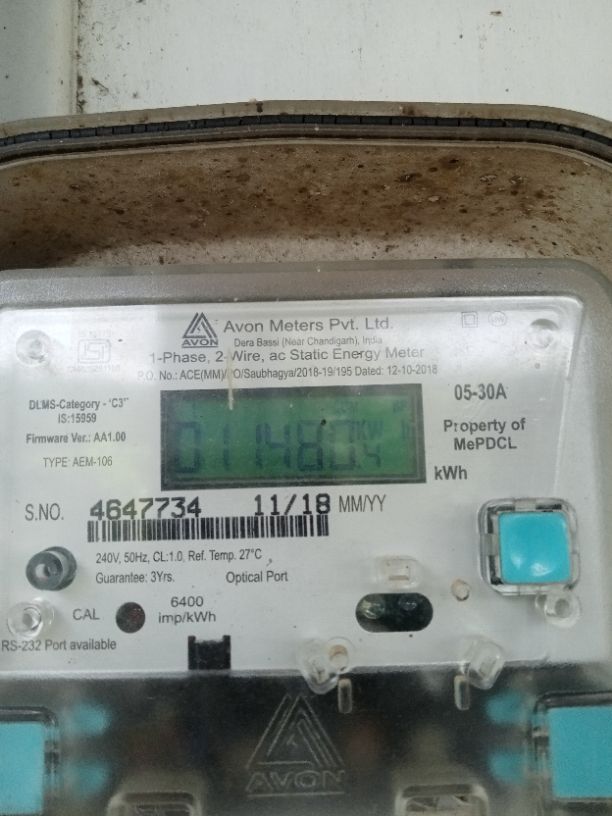 AVON
Avon Meters Pvt. Ltd.
Dera Bassi (Near Chandigarh), India
1-Phase, 2-Wire, ac Static Energy Meter
P.O. No.: ACE(MM)/PO/Saubhagya/2018-19/195 Dated: 12-10-2018
DLMS-Category - 'C3'
IS:15959
Firmware Ver.: AA1.00
TYPE: AEM-106
011480.4 kWh
05-30A
Property of
MePDCL
kWh
S.NO. 4647734 11/18 MM/YY
240V, 50Hz, CL:1.0, Ref. Temp. 27°C
Guarantee: 3Yrs. Optical Port
CAL 6400
imp/kWh
RS-232 Port available
AVON